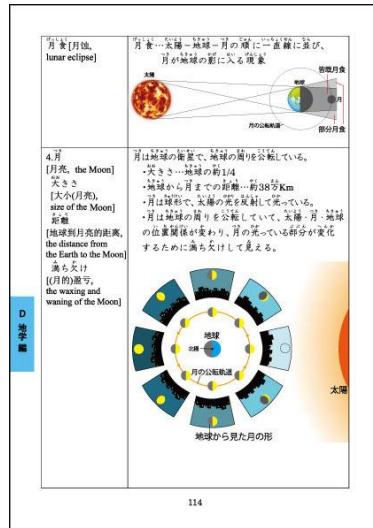 月食[月蚀,
lunar eclipse]
月食…太陽－地球－月の順に一直線に並び、
月が地球の影に入る現象
太陽
地球
皆既月食
月
月の公転軌道
部分月食
4.月
[月亮, the Moon]
大きさ
[大小(月亮),
size of the Moon]
距離
[地球到月亮的距离,
the distance from
the Earth to the Moon]
満ち欠け
[(月的)盈亏,
the waxing and
waning of the Moon]
月は地球の衛星で、地球の周りを公転している。
・大きさ…地球の約1/4
・地球から月までの距離…約38万Km
・月は球形で、太陽の光を反射して光っている。
・月は地球の周りを公転していて、太陽・月・地球
の位置関係が変わり、月の光っている部分が変化
するために満ち欠けして見える。
地球
北極
月の公転軌道
太陽
地球から見た月の形
D 地学編
114